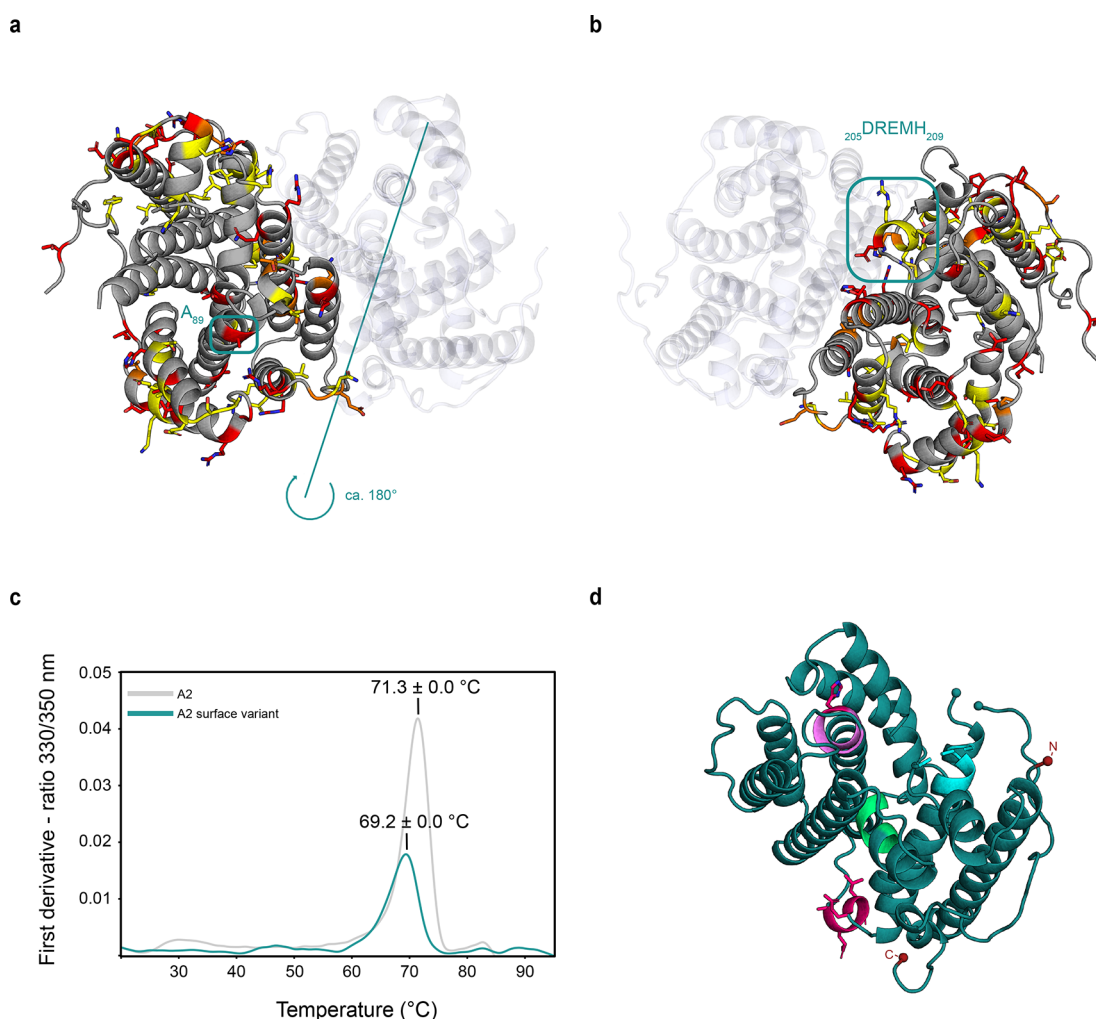 a
b
A89
ca. 180°
205DREMH209
c
d
First derivative - ratio 330/350 nm
0.05
0.04
0.03
0.02
0.01
A2
A2 surface variant
71.3 ± 0.0 °C
69.2 ± 0.0 °C
30 40 50 60 70 80 90
Temperature (°C)
N
C